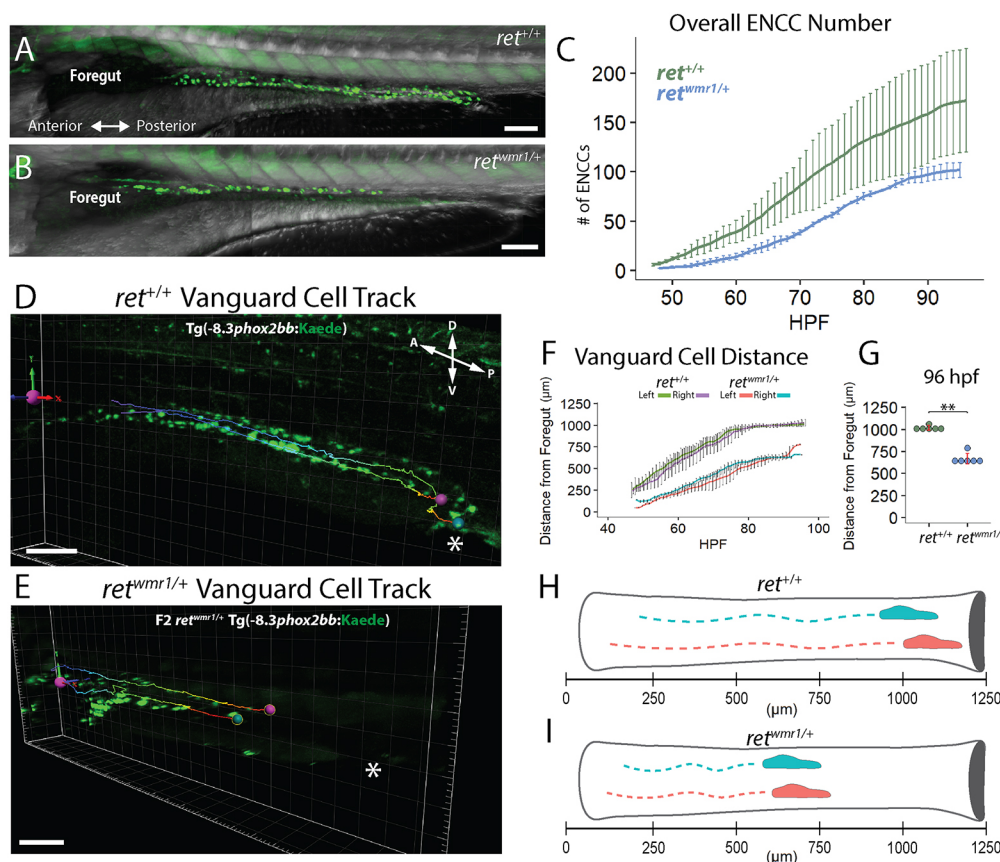 A
ret+/+
Foregut
Anterior
Posterior
B
retwmr1/+
Foregut
Overall ENCC Number
C
ret+/+
retwmr1/+
# of ENCCs
200
150
100
50
0
50 60 70 80 90
HPF
D
ret+/+ Vanguard Cell Track
Tg(-8.3phox2bb:Kaede)
D
A
P
V
*
E
retwmr1/+ Vanguard Cell Track
F2 retwmr1/+ Tg(-8.3phox2bb:Kaede)
*
F
Vanguard Cell Distance
ret+/+ retwmr1/+
Left Right Left Right
Distance from Foregut (μm)
1250
1000
750
500
250
0
40 60 80 100
HPF
G
96 hpf
**
Distance from Foregut (μm)
1250
1000
750
500
250
0
ret+/+ retwmr1/
H
ret+/+
0 250 500 750 1000 1250
(μm)
I
retwmr1/+
0 250 500 750 1000 1250
(μm)